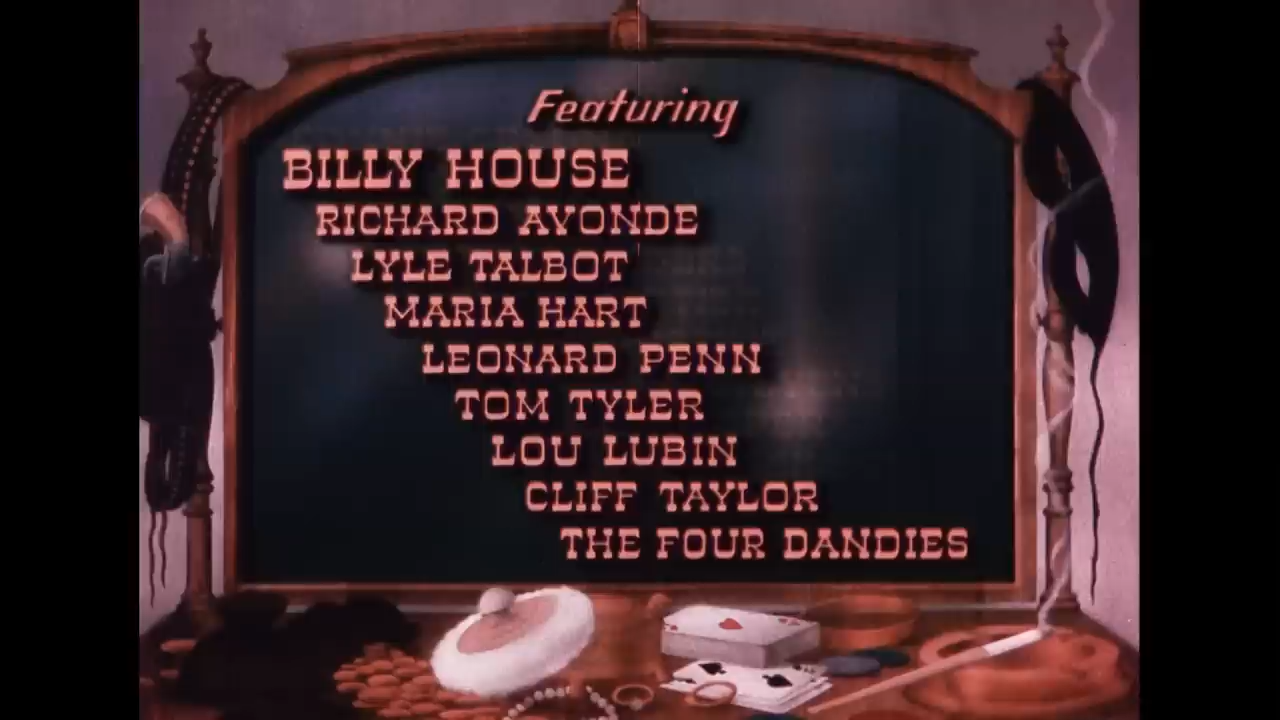 Featuring
BILLY HOUSE
RICHARD AVONDE
LYLE TALBOT
MARIA HART
LEONARD PENN
TOM TYLER
LOU LUBIN
CLIFF TAYLOR
THE FOUR DANDIES